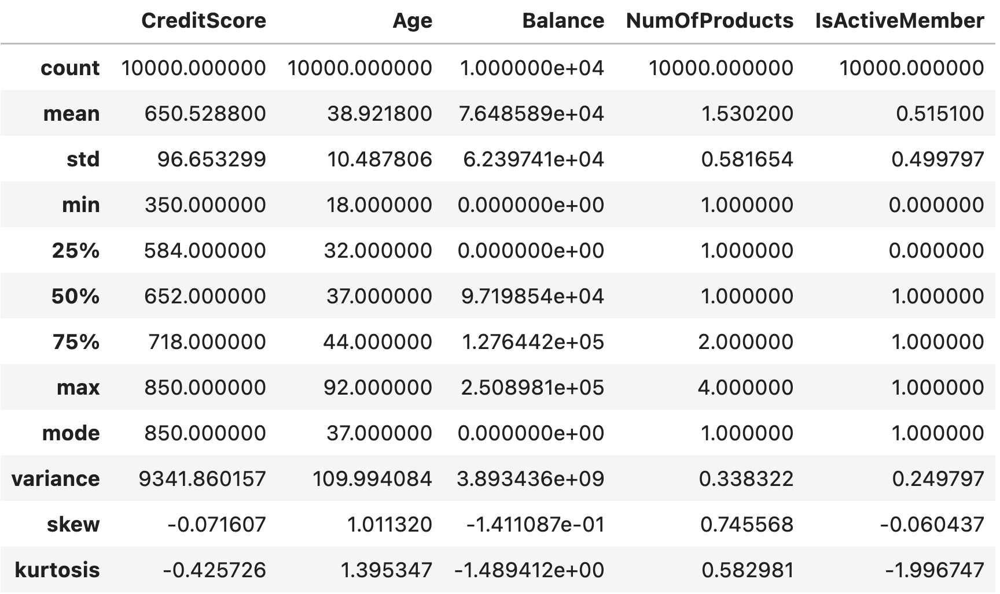 CreditScore Age Balance NumOfProducts IsActiveMember
count 10000.000000 10000.000000 1.000000e+04 10000.000000 10000.000000
mean 650.528800 38.921800 7.648589e+04 1.530200 0.515100
std 96.653299 10.487806 6.239741e+04 0.581654 0.499797
min 350.000000 18.000000 0.000000e+00 1.000000 0.000000
25% 584.000000 32.000000 0.000000e+00 1.000000 0.000000
50% 652.000000 37.000000 9.719854e+04 1.000000 1.000000
75% 718.000000 44.000000 1.276442e+05 2.000000 1.000000
max 850.000000 92.000000 2.508981e+05 4.000000 1.000000
mode 850.000000 37.000000 0.000000e+00 1.000000 1.000000
variance 9341.860157 109.994084 3.893436e+09 0.338322 0.249797
skew -0.071607 1.011320 -1.411087e-01 0.745568 -0.060437
kurtosis -0.425726 1.395347 -1.489412e+00 0.582981 -1.996747